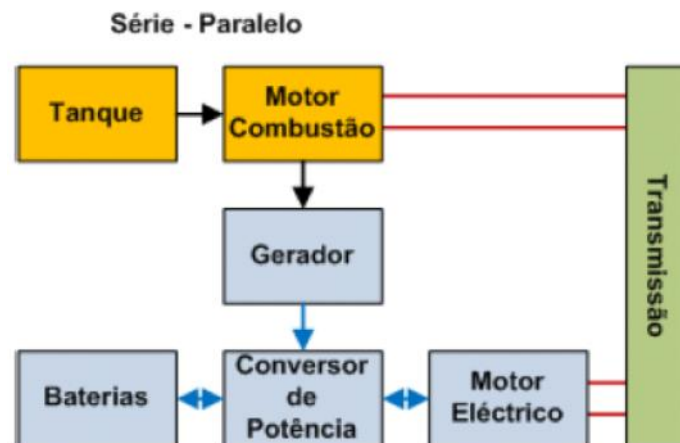 Série - Paralelo
Tanque
Motor
Combustão
Transmissão
Gerador
Baterias
Conversor
de
Potência
Motor
Eléctrico